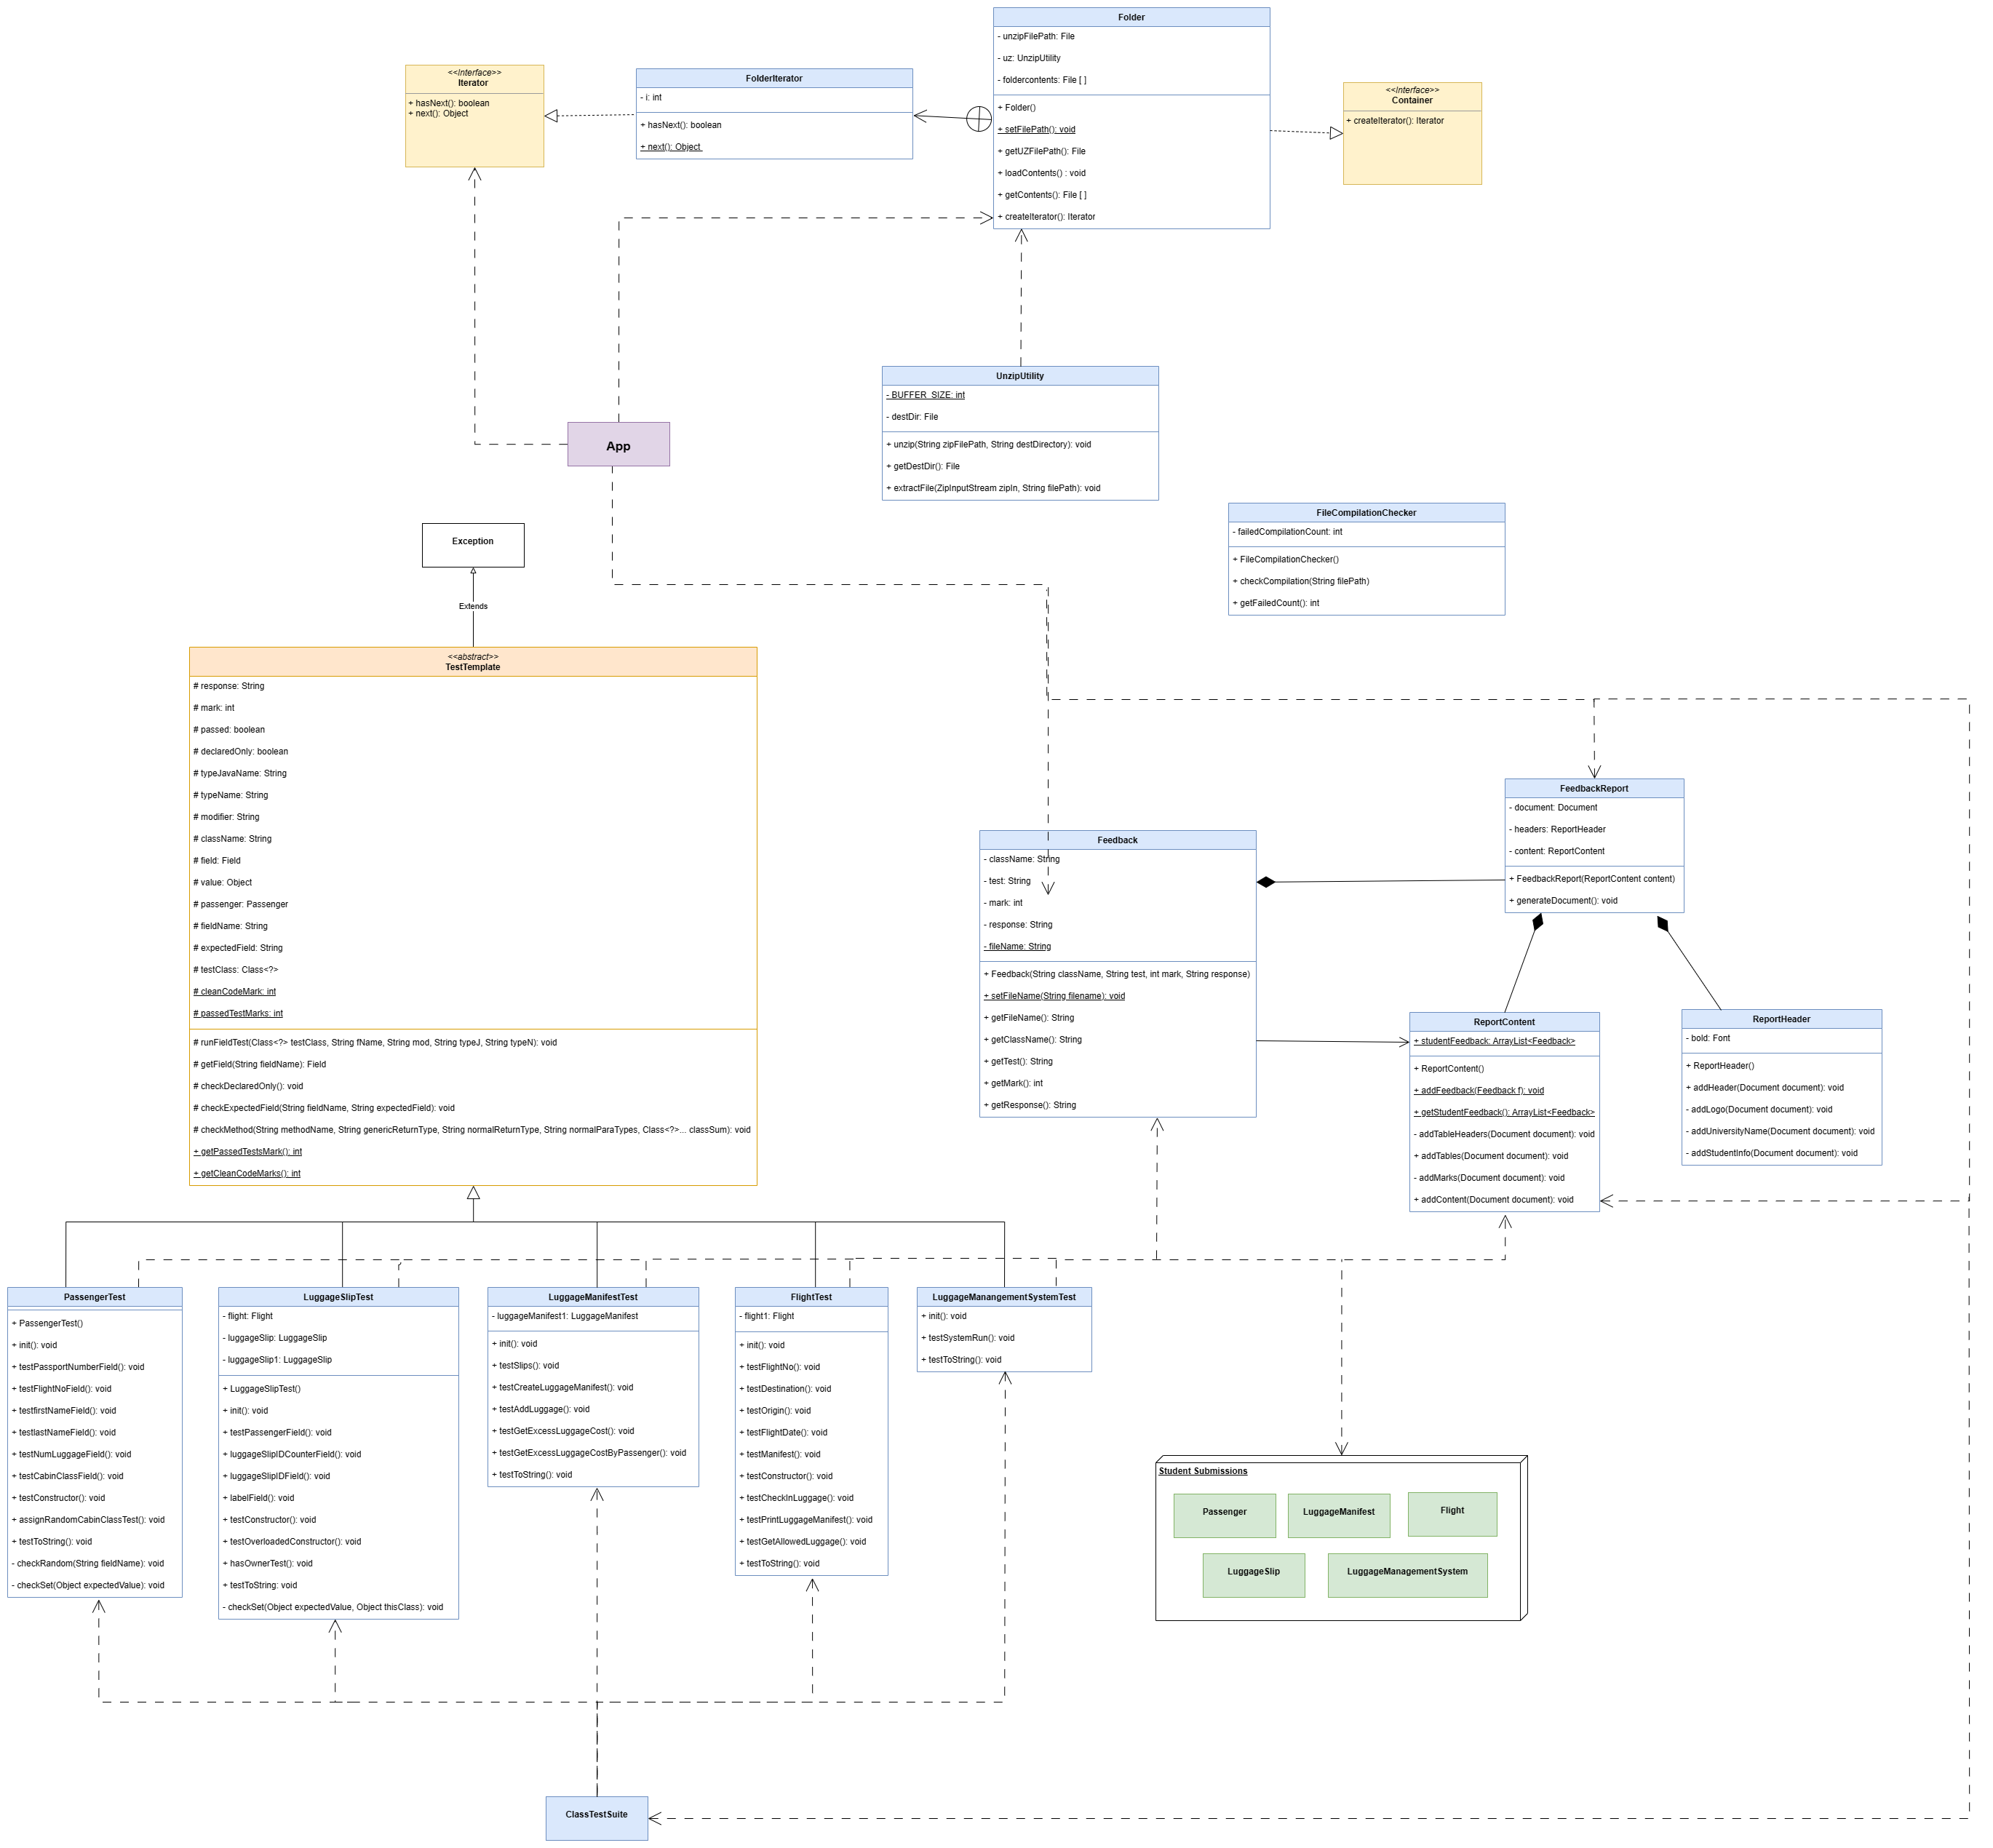 Folder
- unzipFilePath: File
- uz: UnzipUtility
- foldercontents: File [ ]
+ Folder()
+ setFilePath(): void
+ getUZFilePath(): File
+ loadContents() : void
+ getContents(): File [ ]
+ createIterator(): Iterator
<<Interface>>
Iterator
+ hasNext(): boolean
+ next(): Object
FolderIterator
- i: int
+ hasNext(): boolean
+ next(): Object
<<Interface>>
Container
+ createIterator(): Iterator
UnzipUtility
- BUFFER_SIZE: int
- destDir: File
+ unzip(String zipFilePath, String destDirectory): void
+ getDestDir(): File
+ extractFile(ZipInputStream zipIn, String filePath): void
App
FileCompilationChecker
- failedCompilationCount: int
+ FileCompilationChecker()
+ checkCompilation(String filePath)
+ getFailedCount(): int
Exception
Extends
<<abstract>>
TestTemplate
# response: String
# mark: int
# passed: boolean
# declaredOnly: boolean
# typeJavaName: String
# typeName: String
# modifier: String
# className: String
# field: Field
# value: Object
# passenger: Passenger
# fieldName: String
# expectedField: String
# testClass: Class<?>
# cleanCodeMark: int
# passedTestMarks: int
# runFieldTest(Class<?> testClass, String fName, String mod, String typeJ, String typeN): void
# getField(String fieldName): Field
# checkDeclaredOnly(): void
# checkExpectedField(String fieldName, String expectedField): void
# checkMethod(String methodName, String genericReturnType, String normalReturnType, String normalParaTypes, Class<?>... classSum): void
+ getPassedTestsMark(): int
+ getCleanCodeMarks(): int
Feedback
- className: String
- test: String
- mark: int
- response: String
- fileName: String
+ Feedback(String className, String test, int mark, String response)
+ setFileName(String filename): void
+ getFileName(): String
+ getClassName(): String
+ getTest(): String
+ getMark(): int
+ getResponse(): String
FeedbackReport
- document: Document
- headers: ReportHeader
- content: ReportContent
+ FeedbackReport(ReportContent content)
+ generateDocument(): void
ReportContent
+ studentFeedback: ArrayList<Feedback>
+ ReportContent()
+ addFeedback(Feedback f): void
+ getStudentFeedback(): ArrayList<Feedback>
- addTableHeaders(Document document): void
+ addTables(Document document): void
- addMarks(Document document): void
+ addContent(Document document): void
ReportHeader
- bold: Font
+ ReportHeader()
+ addHeader(Document document): void
- addLogo(Document document): void
- addUniversityName(Document document): void
- addStudentInfo(Document document): void
PassengerTest
+ PassengerTest()
+ init(): void
+ testPassportNumberField(): void
+ testFlightNoField(): void
+ testfirstNameField(): void
+ testlastNameField(): void
+ testNumLuggageField(): void
+ testCabinClassField(): void
+ testConstructor(): void
+ assignRandomCabinClassTest(): void
+ testToString(): void
- checkRandom(String fieldName): void
- checkSet(Object expectedValue): void
LuggageSlipTest
- flight: Flight
- luggageSlip: LuggageSlip
- luggageSlip1: LuggageSlip
+ LuggageSlipTest()
+ init(): void
+ testPassengerField(): void
+ luggageSlipIDCounterField(): void
+ luggageSlipIDField(): void
+ labelField(): void
+ testConstructor(): void
+ testOverloadedConstructor(): void
+ hasOwnerTest(): void
+ testToString: void
- checkSet(Object expectedValue, Object thisClass): void
LuggageManifestTest
- luggageManifest1: LuggageManifest
+ init(): void
+ testSlips(): void
+ testCreateLuggageManifest(): void
+ testAddLuggage(): void
+ testGetExcessLuggageCost(): void
+ testGetExcessLuggageCostByPassenger(): void
+ testToString(): void
FlightTest
- flight1: Flight
+ init(): void
+ testFlightNo(): void
+ testDestination(): void
+ testOrigin(): void
+ testFlightDate(): void
+ testManifest(): void
+ testConstructor(): void
+ testCheckInLuggage(): void
+ testPrintLuggageManifest(): void
+ testGetAllowedLuggage(): void
+ testToString(): void
LuggageManangementSystemTest
+ init(): void
+ testSystemRun(): void
+ testToString(): void
Student Submissions
Passenger
LuggageManifest
Flight
LuggageSlip
LuggageManagementSystem
ClassTestSuite